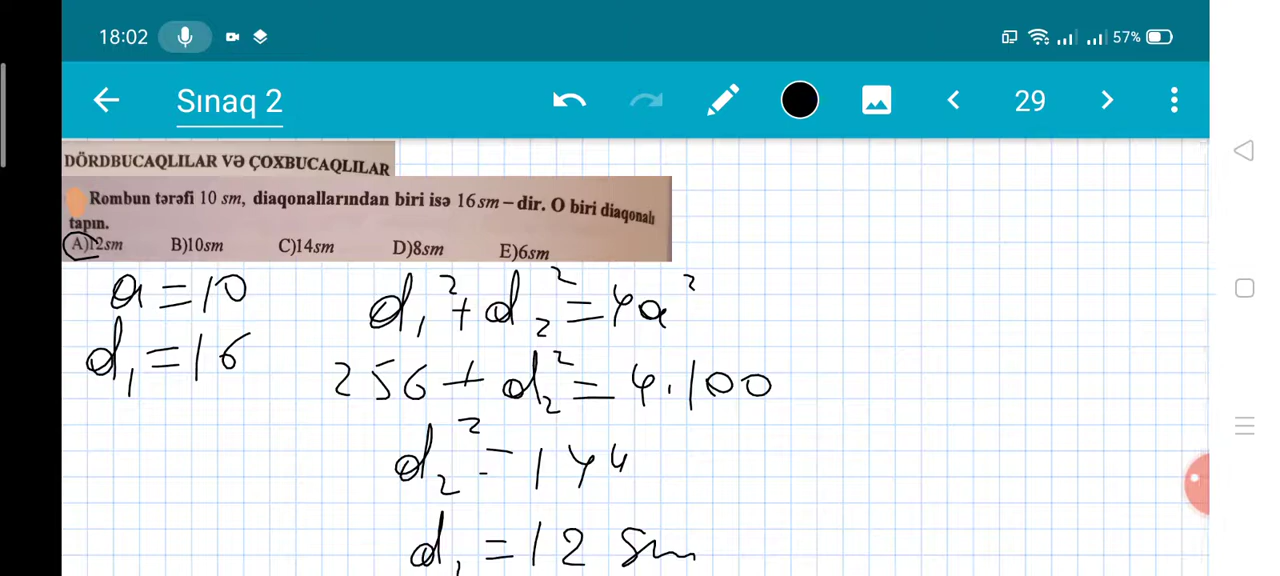 18:02 57%
Sınaq 2 29
DÖRDBUCAQLILAR VƏ ÇOXBUCAQLILAR
Rombun tərəfi 10 sm, diaqonallarından biri isə 16 sm – dir. O biri diaqonalı
tapın.
A)12sm B)10sm C)14sm D)8sm E)6sm
a = 10
d₁ = 16
d₁² + d₂² = 4a²
256 + d₂² = 4.100
d₂² = 144
d₁ = 12 sm